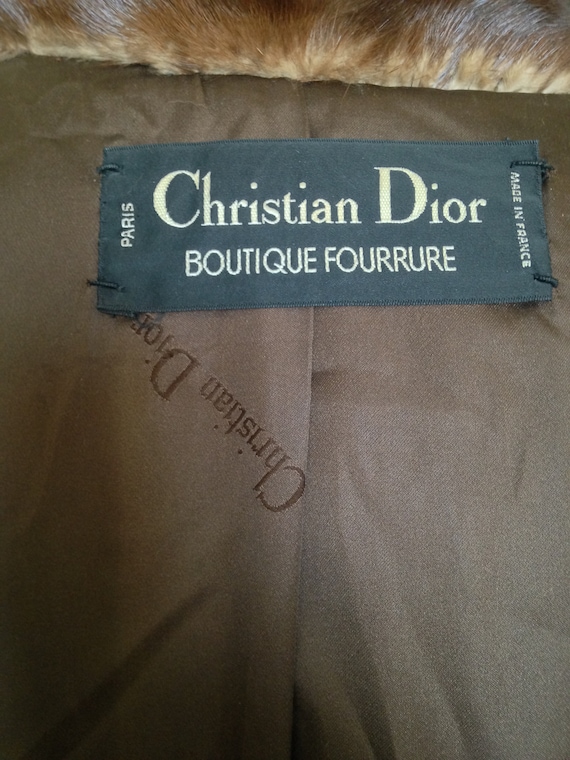 PARIS
Christian Dior
BOUTIQUE FOURRURE
MADE IN FRANCE
Christian Dior